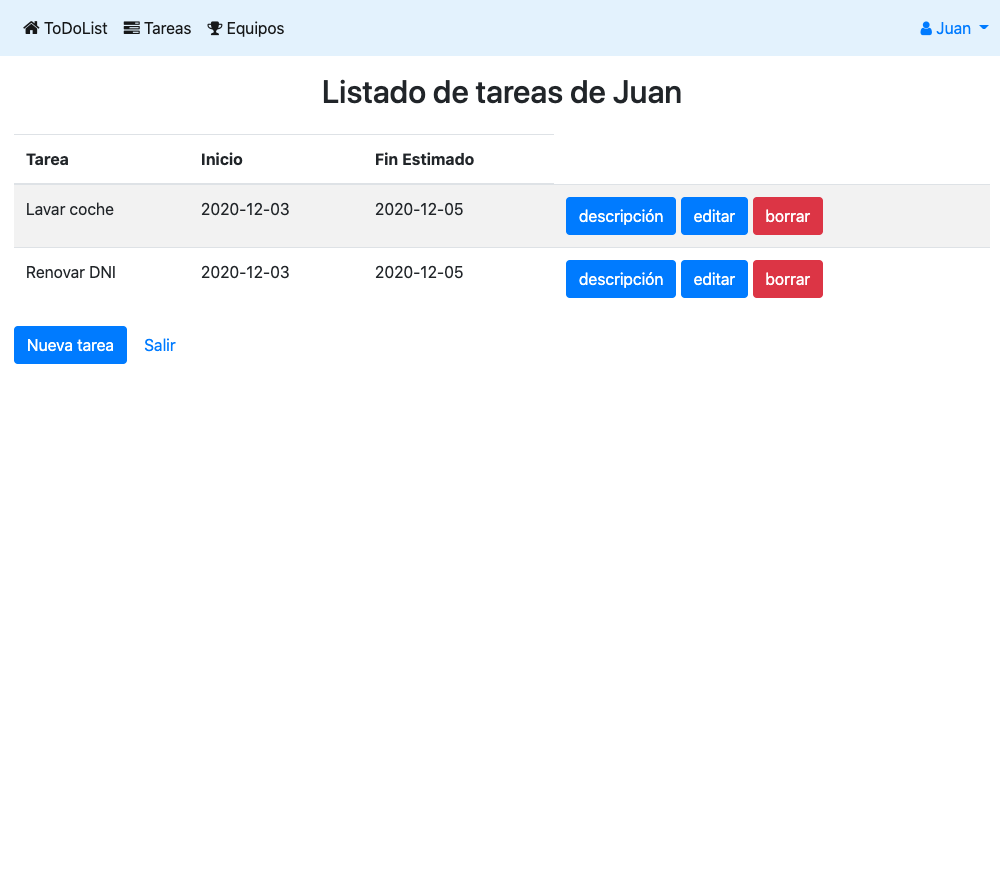 ToDoList Tareas Equipos Juan
Listado de tareas de Juan
Tarea Inicio Fin Estimado
Lavar coche 2020-12-03 2020-12-05 descripción editar borrar
Renovar DNI 2020-12-03 2020-12-05 descripción editar borrar
Nueva tarea Salir